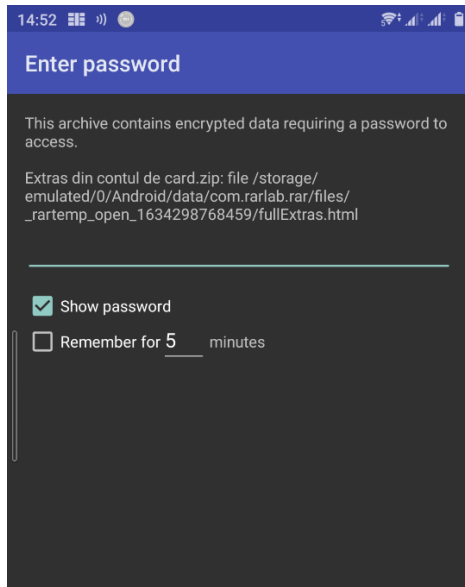 14:52
Enter password
This archive contains encrypted data requiring a password to
access.
Extras din contul de card.zip: file /storage/
emulated/0/Android/data/com.rarlab.rar/files/
_rartemp_open_1634298768459/fullExtras.html
Show password
Remember for 5 minutes